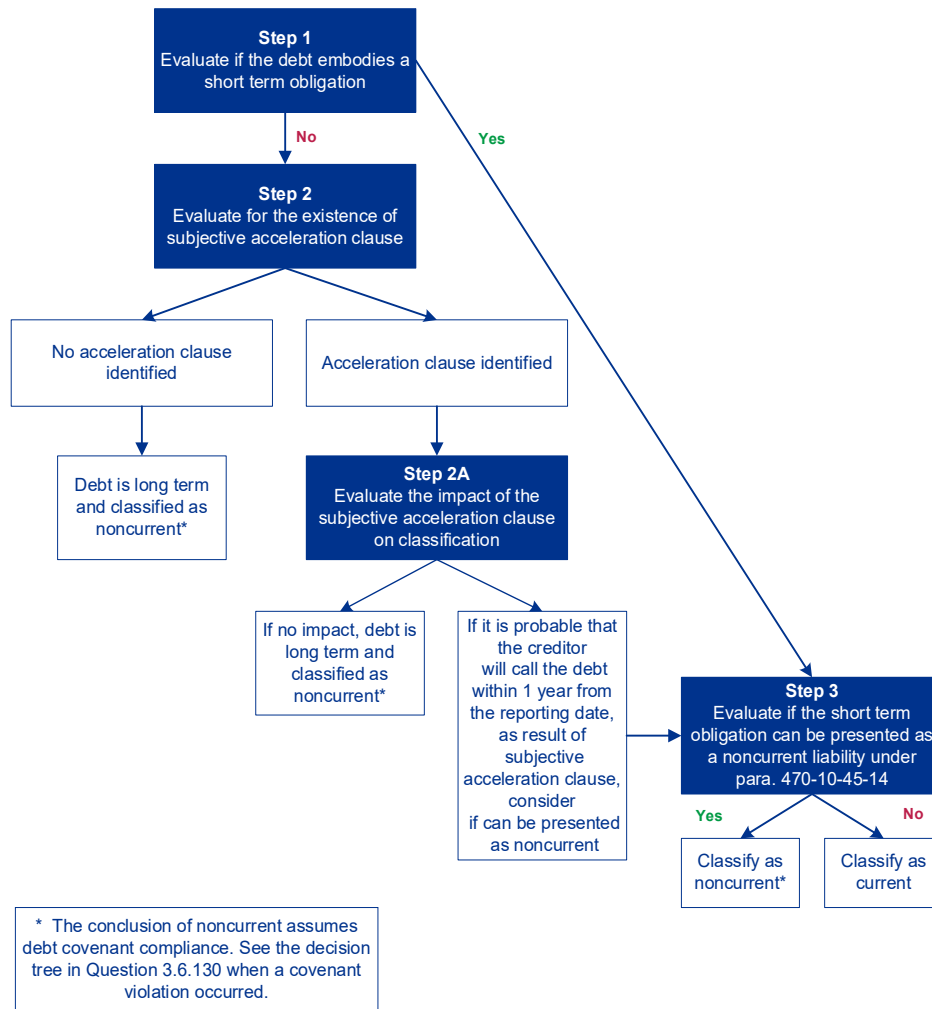 Step 1
Evaluate if the debt embodies a
short term obligation
No
Yes
Step 2
Evaluate for the existence of
subjective acceleration clause
No acceleration clause
identified
Acceleration clause identified
Debt is long term
and classified as
noncurrent*
Step 2A
Evaluate the impact of the
subjective acceleration clause
on classification
If no impact, debt is
long term and
classified as
noncurrent*
If it is probable that
the creditor
will call the debt
within 1 year from
the reporting date,
as result of
subjective
acceleration clause,
consider
if can be presented
as noncurrent
Step 3
Evaluate if the short term
obligation can be presented as
a noncurrent liability under
para. 470-10-45-14
Yes
No
Classify as
noncurrent*
Classify as
current
* The conclusion of noncurrent assumes
debt covenant compliance. See the decision
tree in Question 3.6.130 when a covenant
violation occurred.